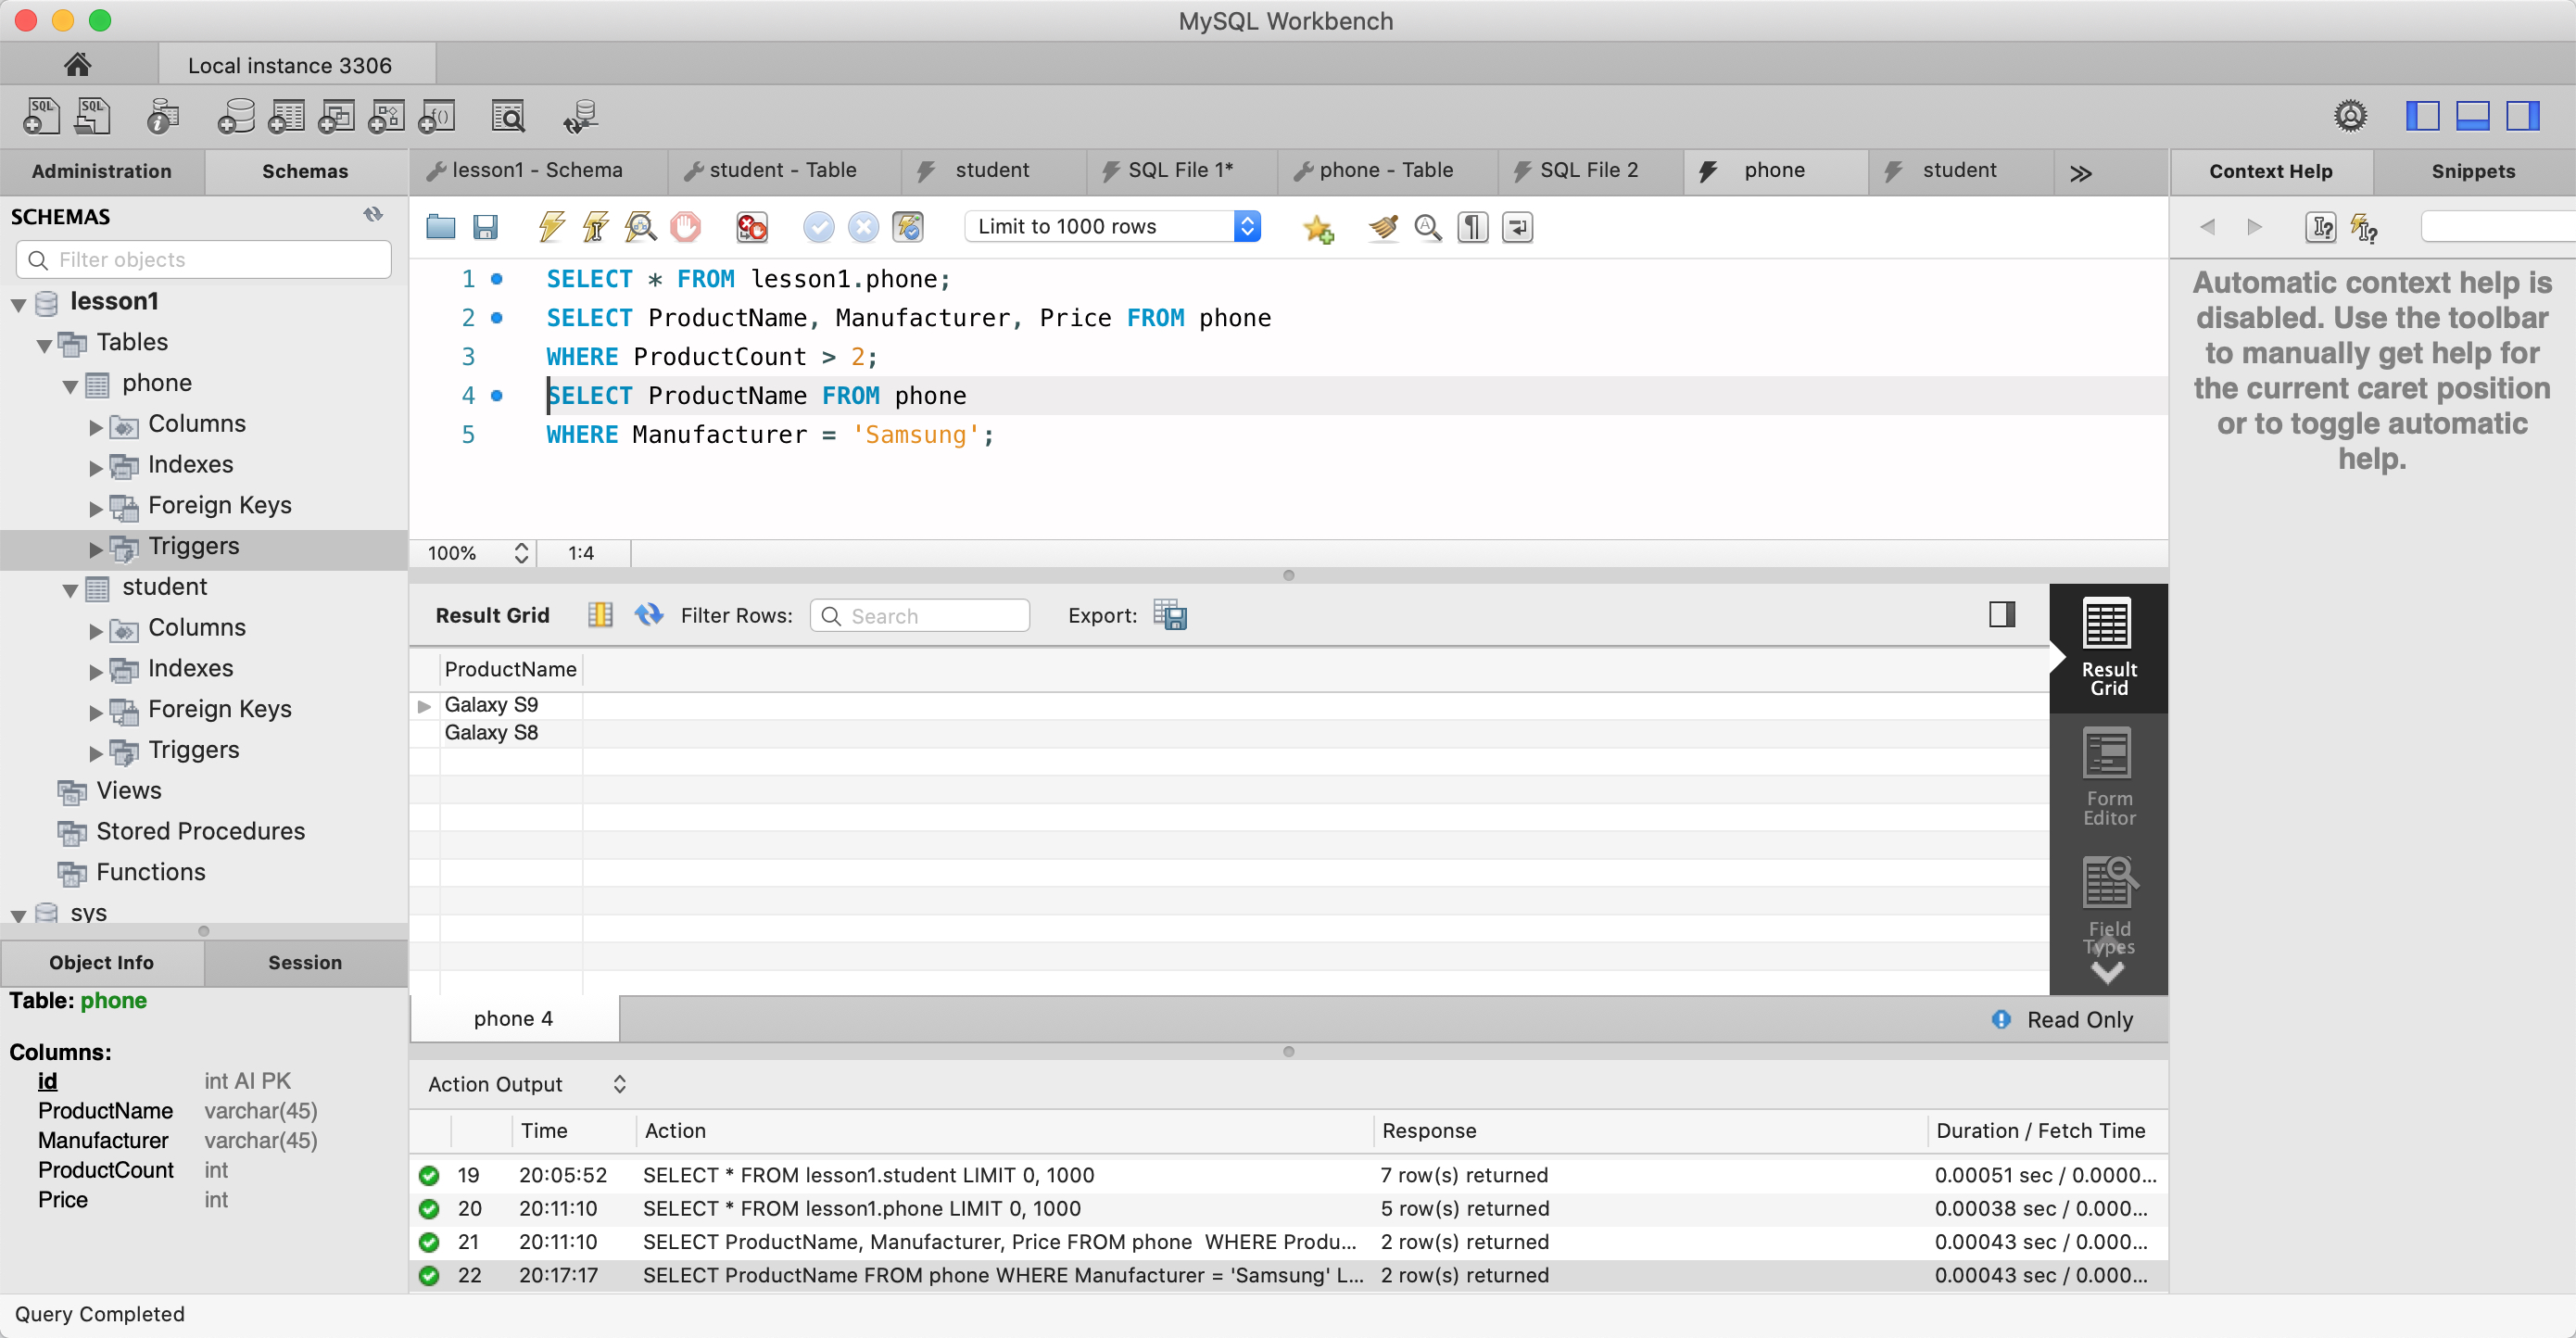 MySQL Workbench
Local instance 3306
Administration
Schemas
lesson1 - Schema
student - Table
student
SQL File 1*
phone - Table
SQL File 2
phone
student
Context Help
Snippets
SCHEMAS
Filter objects
lesson1
Tables
phone
Columns
Indexes
Foreign Keys
Triggers
student
Columns
Indexes
Foreign Keys
Triggers
Views
Stored Procedures
Functions
sys
Object Info
Session
Table: phone
Columns:
id int AI PK
ProductName varchar(45)
Manufacturer varchar(45)
ProductCount int
Price int
Limit to 1000 rows
1 SELECT * FROM lesson1.phone;
2 SELECT ProductName, Manufacturer, Price FROM phone
3 WHERE ProductCount > 2;
4 SELECT ProductName FROM phone
5 WHERE Manufacturer = 'Samsung';
100% 1:4
Result Grid Filter Rows: Search Export:
ProductName
Galaxy S9
Galaxy S8
Result
Grid
Form
Editor
Field
Types
phone 4
Read Only
Action Output
Time Action Response Duration / Fetch Time
19 20:05:52 SELECT * FROM lesson1.student LIMIT 0, 1000 7 row(s) returned 0.00051 sec / 0.0000...
20 20:11:10 SELECT * FROM lesson1.phone LIMIT 0, 1000 5 row(s) returned 0.00038 sec / 0.000...
21 20:11:10 SELECT ProductName, Manufacturer, Price FROM phone WHERE Produ... 2 row(s) returned 0.00043 sec / 0.000...
22 20:17:17 SELECT ProductName FROM phone WHERE Manufacturer = 'Samsung' L... 2 row(s) returned 0.00043 sec / 0.000...
Automatic context help is
disabled. Use the toolbar
to manually get help for
the current caret position
or to toggle automatic
help.
Query Completed